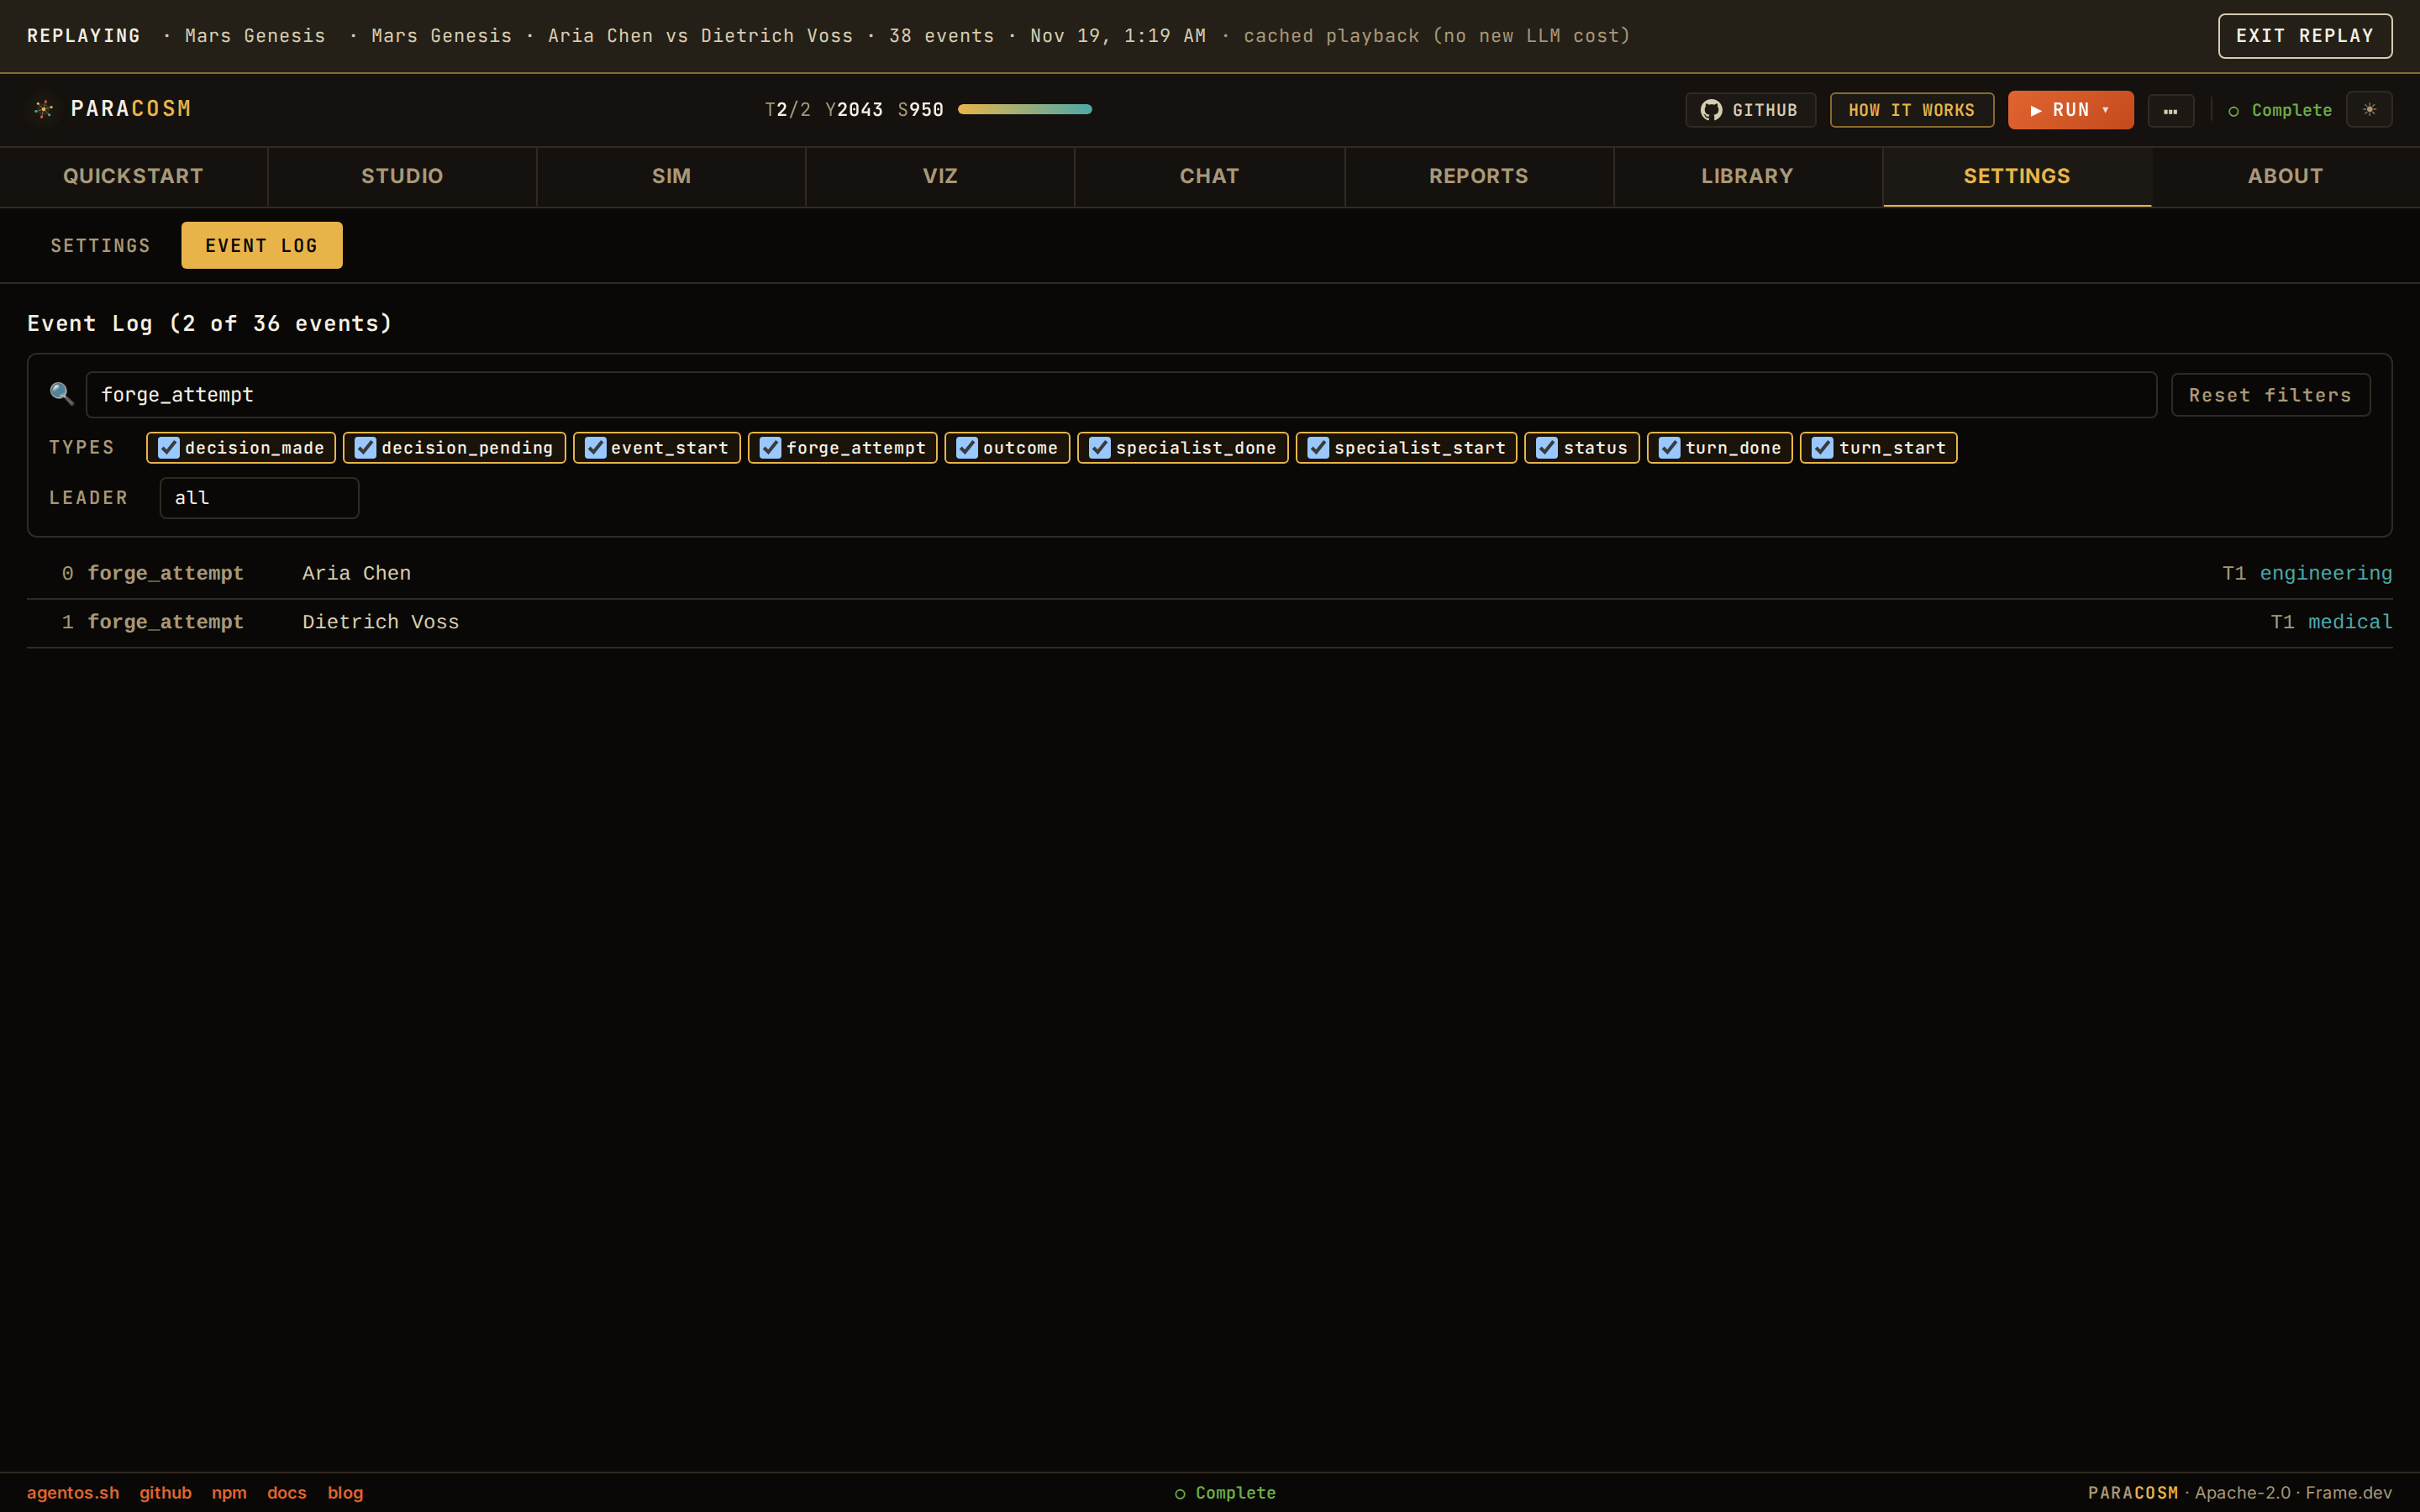 REPLAYING · Mars Genesis · Mars Genesis · Aria Chen vs Dietrich Voss · 38 events · Nov 19, 1:19 AM · cached playback (no new LLM cost) EXIT REPLAY
PARACOSM T2/2 Y2043 S950 GITHUB HOW IT WORKS ▶ RUN ▾ … ○ Complete ☀
QUICKSTART STUDIO SIM VIZ CHAT REPORTS LIBRARY SETTINGS ABOUT
SETTINGS EVENT LOG
Event Log (2 of 36 events)
forge_attempt Reset filters
TYPES decision_made decision_pending event_start forge_attempt outcome specialist_done specialist_start status turn_done turn_start
LEADER all
0 forge_attempt Aria Chen T1 engineering
1 forge_attempt Dietrich Voss T1 medical
agentos.sh github npm docs blog ○ Complete PARACOSM · Apache-2.0 · Frame.dev